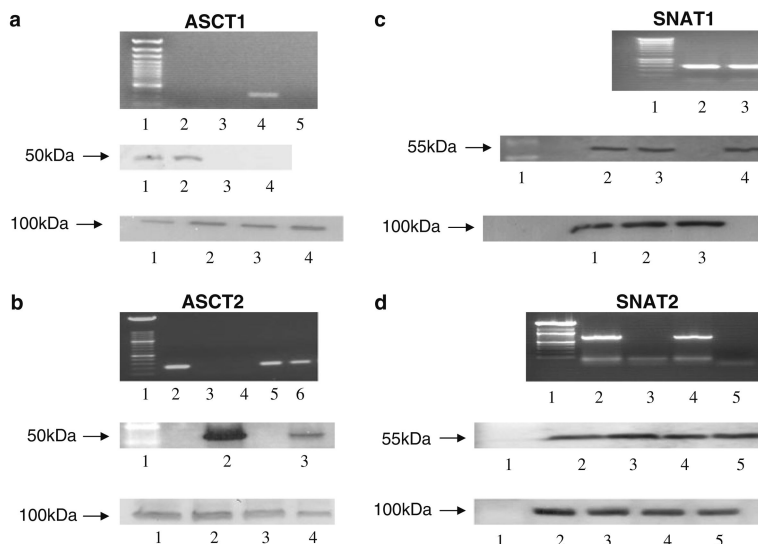 a
ASCT1
1 2 3 4 5
50kDa
1 2 3 4
100kDa
1 2 3 4
b
ASCT2
1 2 3 4 5 6
50kDa
1 2 3
100kDa
1 2 3 4
c
SNAT1
1 2 3
55kDa
1 2 3 4
100kDa
1 2 3
d
SNAT2
1 2 3 4 5
55kDa
1 2 3 4 5
100kDa
1 2 3 4 5